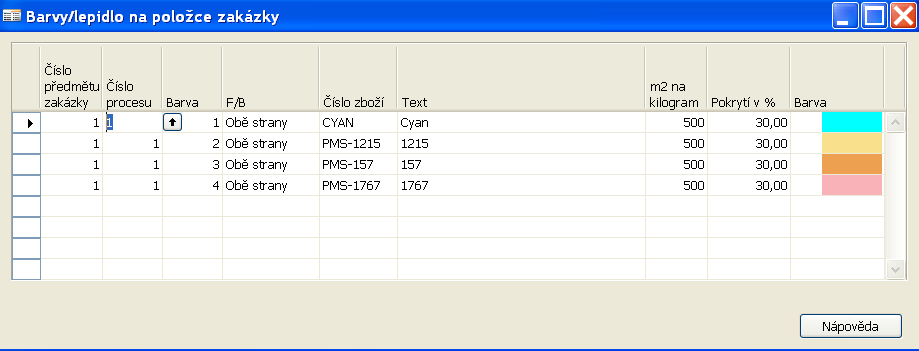 Barvy/lepidlo na položce zakázky
Číslo předmětu zakázky Číslo procesu Barva F/B Číslo zboží Text m2 na kilogram Pokrytí v % Barva
1 1 1 Obě strany CYAN Cyan 500 30,00
1 1 2 Obě strany PMS-1215 1215 500 30,00
1 1 3 Obě strany PMS-157 157 500 30,00
1 1 4 Obě strany PMS-1767 1767 500 30,00
Nápověda